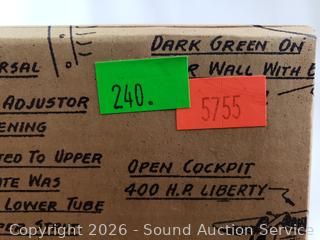 DARK GREEN ON
RSAL
R WALL WITH
240.
5755
ADJUSTOR
ENING
TED TO UPPER
ATE WAS
LOWER TUBE
OPEN COCKPIT
400 H.P. LIBERTY
Copyright 2026 - Sound Auction Service